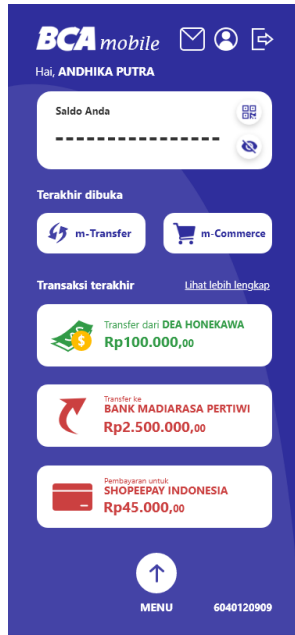 BCA mobile
Hai, ANDHIKA PUTRA
Saldo Anda
Terakhir dibuka
m-Transfer
m-Commerce
Transaksi terakhir
Lihat lebih lengkap
Transfer dari DEA HONEKAWA
Rp100.000,00
Transfer ke
BANK MADIARASA PERTIWI
Rp2.500.000,00
Pembayaran untuk
SHOPEEPAY INDONESIA
Rp45.000,00
MENU
6040120909